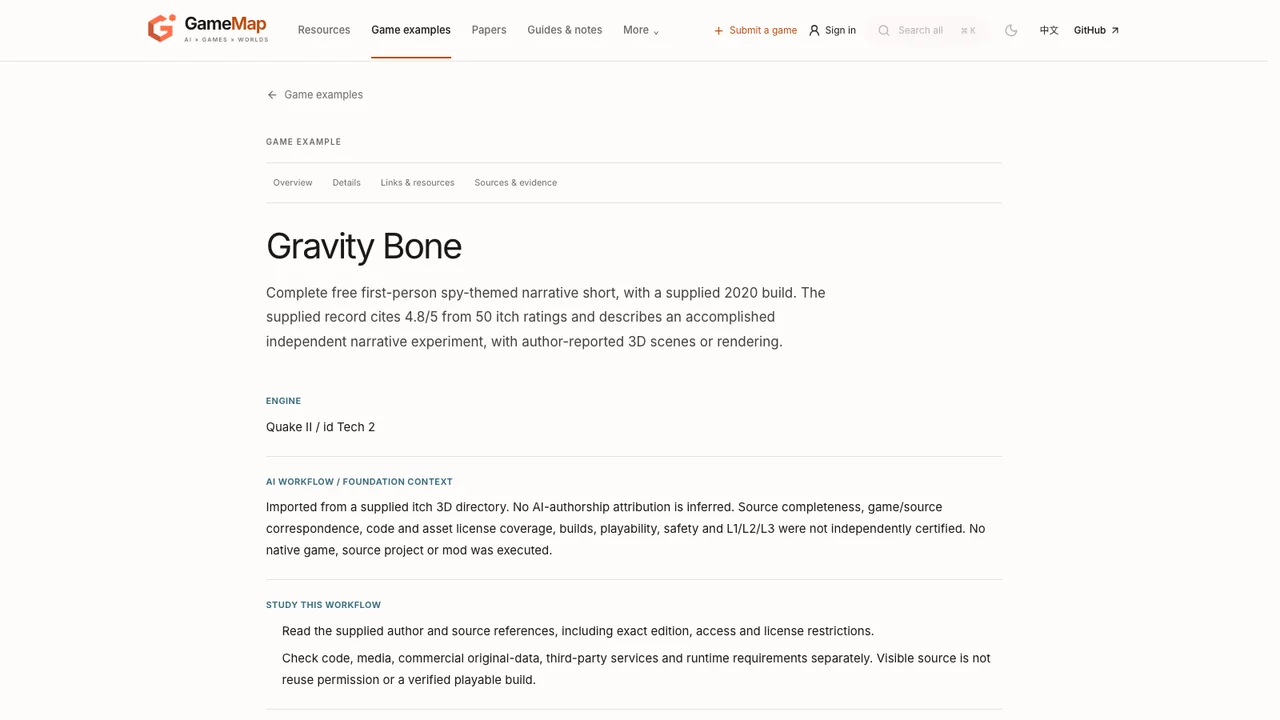 GameMap
AI × GAMES × WORLDS
Resources
Game examples
Papers
Guides & notes
More
+ Submit a game
Sign in
Search all
⌘ K
中文
GitHub ↗
← Game examples
GAME EXAMPLE
Overview
Details
Links & resources
Sources & evidence
Gravity Bone
Complete free first-person spy-themed narrative short, with a supplied 2020 build. The
supplied record cites 4.8/5 from 50 itch ratings and describes an accomplished
independent narrative experiment, with author-reported 3D scenes or rendering.
ENGINE
Quake II / id Tech 2
AI WORKFLOW / FOUNDATION CONTEXT
Imported from a supplied itch 3D directory. No AI-authorship attribution is inferred. Source completeness, game/source
correspondence, code and asset license coverage, builds, playability, safety and L1/L2/L3 were not independently certified. No
native game, source project or mod was executed.
STUDY THIS WORKFLOW
Read the supplied author and source references, including exact edition, access and license restrictions.
Check code, media, commercial original-data, third-party services and runtime requirements separately. Visible source is not
reuse permission or a verified playable build.